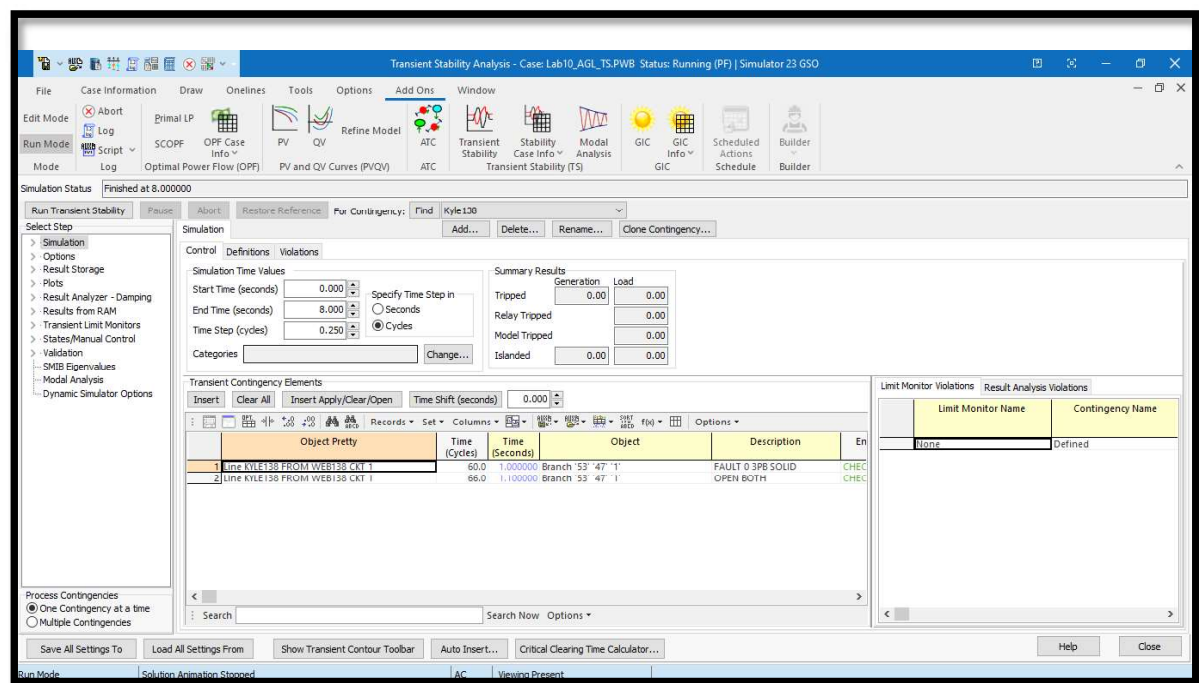 Transient Stability Analysis - Case: Lab10_AGL_TS.PWB Status: Running (PF) | Simulator 23 GSO
File Case Information Draw Onelines Tools Options Add Ons Window
Edit Mode Abort Primal LP
Log
Run Mode Script SCOPF OPF Case Info PV QV Refine Model ATC Transient Stability Stability Case Info Modal Analysis GIC GIC Info Scheduled Actions Builder
Mode Log Optimal Power Flow (OPF) PV and QV Curves (PVQV) ATC Transient Stability (TS) GIC Schedule Builder
Simulation Status Finished at 8.000000
Run Transient Stability Pause Abort Restore Reference For Contingency: Find Kyle138
Select Step Simulation Add... Delete... Rename... Clone Contingency...
Simulation
Options
Result Storage
Plots
Result Analyzer - Damping
Results from RAM
Transient Limit Monitors
States/Manual Control
Validation
SMIB Eigenvalues
Modal Analysis
Dynamic Simulator Options
Control Definitions Violations
Simulation Time Values
Start Time (seconds) 0.000
End Time (seconds) 8.000
Time Step (cycles) 0.250
Specify Time Step in
Seconds
Cycles
Categories Change...
Summary Results
Generation Load
Tripped 0.00 0.00
Relay Tripped 0.00
Model Tripped 0.00
Islanded 0.00 0.00
Transient Contingency Elements
Insert Clear All Insert Apply/Clear/Open Time Shift (seconds) 0.000
Records Set Columns Options
Object Pretty Time (Cycles) Time (Seconds) Object Description En
1 Line KYLE138 FROM WEB138 CKT 1 60.0 1.000000 Branch '53' '47' '1' FAULT 0 3PB SOLID CHEC
2 Line KYLE138 FROM WEB138 CKT 1 66.0 1.100000 Branch '53' '47' '1' OPEN BOTH CHEC
Search Search Now Options
Limit Monitor Violations Result Analysis Violations
Limit Monitor Name Contingency Name
None Defined
Process Contingencies
One Contingency at a time
Multiple Contingencies
Save All Settings To Load All Settings From Show Transient Contour Toolbar Auto Insert... Critical Clearing Time Calculator... Help Close
Run Mode Solution Animation Stopped AC Viewing Present